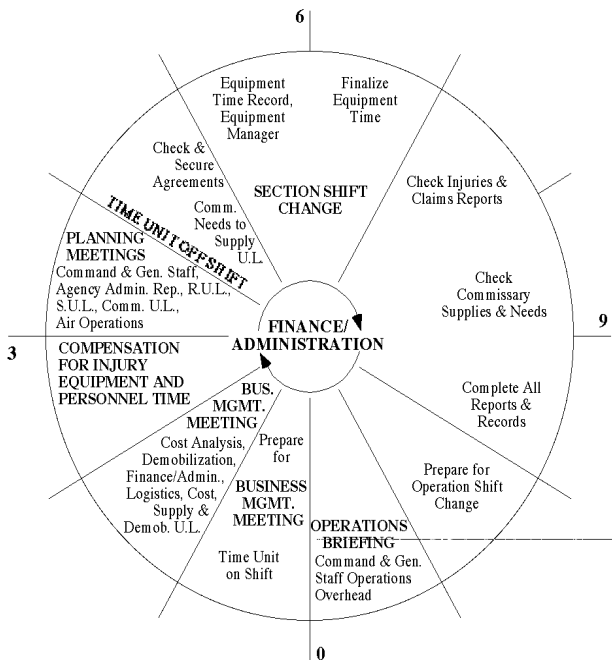 6
Equipment
Time Record,
Equipment
Manager
Finalize
Equipment
Time
Check &
Secure
Agreements
SECTION SHIFT
CHANGE
Check Injuries &
Claims Reports
Comm.
Needs to
Supply
U.L.
TIME UNIT OFF SHIFT
PLANNING
MEETINGS
Command & Gen. Staff,
Agency Admin. Rep., R.U.L.,
S.U.L., Comm. U.L.,
Air Operations
Check
Commissary
Supplies & Needs
9
3
FINANCE/
ADMINISTRATION
COMPENSATION
FOR INJURY
EQUIPMENT AND
PERSONNEL TIME
Complete All
Reports &
Records
BUS.
MGMT.
MEETING
Cost Analysis,
Demobilization,
Finance/Admin.,
Logistics, Cost,
Supply &
Demob. U.L.
Prepare
for
BUSINESS
MGMT.
MEETING
Time Unit
on Shift
Prepare for
Operation Shift
Change
OPERATIONS
BRIEFING
Command & Gen.
Staff Operations
Overhead
0